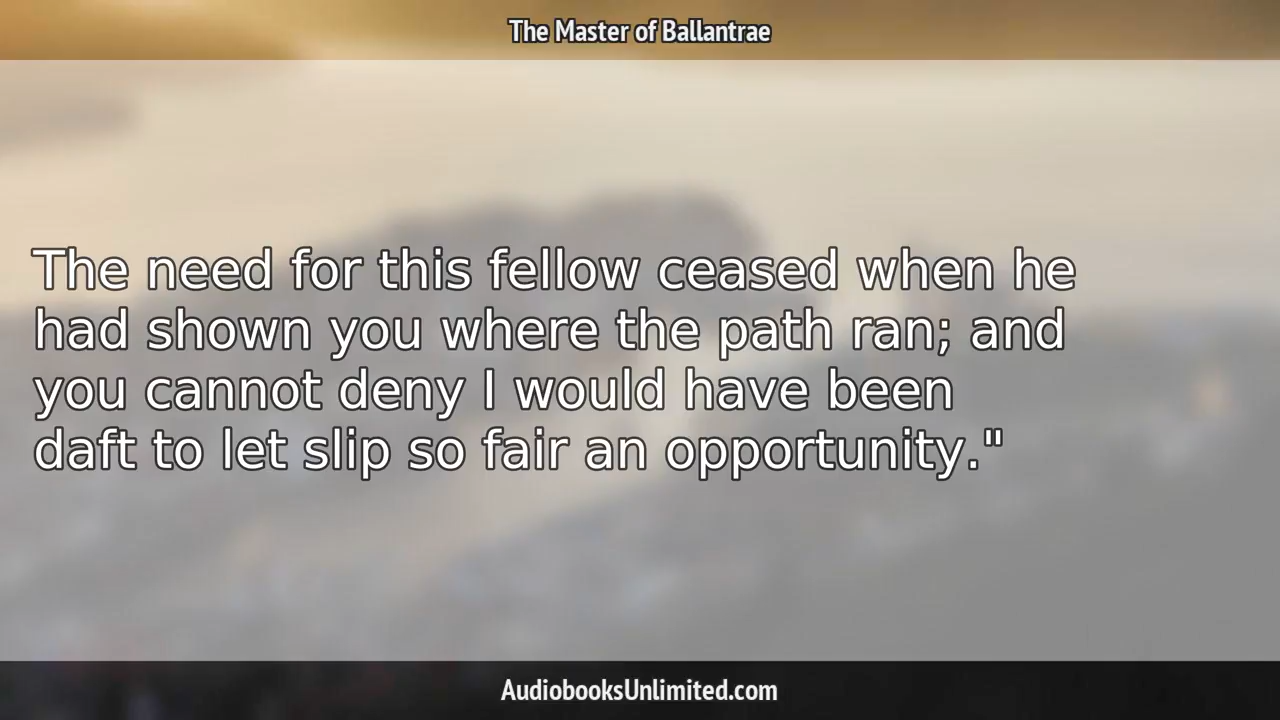 The Master of Ballantrae
The need for this fellow ceased when he
had shown you where the path ran; and
you cannot deny I would have been
daft to let slip so fair an opportunity."
AudiobooksUnlimited.com